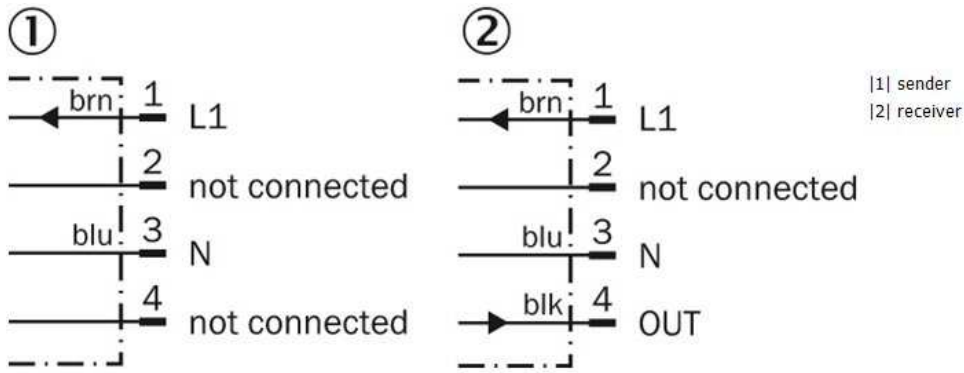 ① ②
|1| sender
|2| receiver
brn 1 L1
2 not connected
blu 3 N
4 not connected
brn 1 L1
2 not connected
blu 3 N
blk 4 OUT